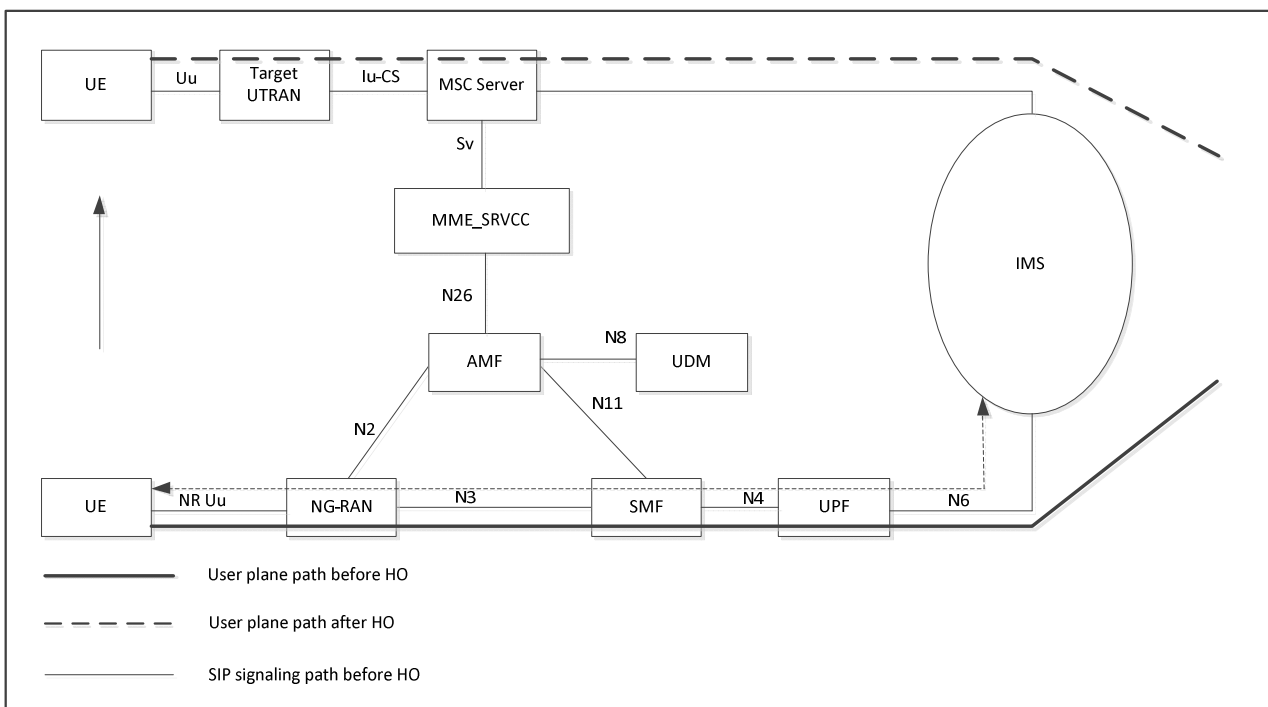 UE
Uu
Target
UTRAN
Iu-CS
MSC Server
Sv
MME_SRVCC
IMS
N26
AMF
N8
UDM
N11
N2
UE
NR Uu
NG-RAN
N3
SMF
N4
UPF
N6
User plane path before HO
User plane path after HO
SIP signaling path before HO